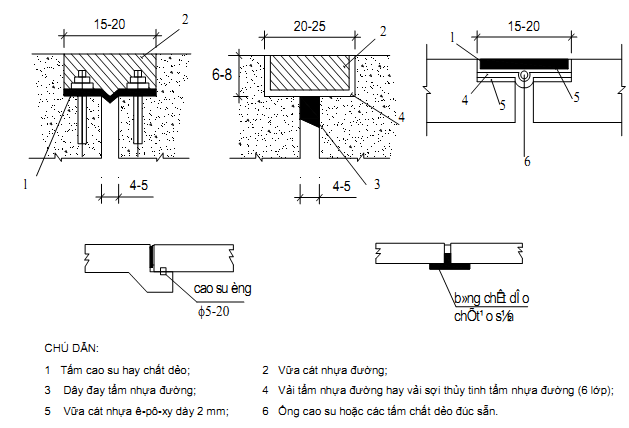 15-20
2
20-25
2
15-20
6-8
1
4
5
5
4
1
4-5
4-5
3
6
cao su èng
ϕ5-20
b»ng chÊt dÎo
CHÚ DẪN:
1 Tấm cao su hay chất dẻo;
2 Vữa cát nhựa đường;
3 Dây đay tẩm nhựa đường;
4 Vải tẩm nhựa đường hay vải sợi thủy tinh tẩm nhựa đường (6 lớp);
5 Vữa cát nhựa ê-pô-xy dày 2 mm;
6 Ống cao su hoặc các tấm chất dẻo đúc sẵn.